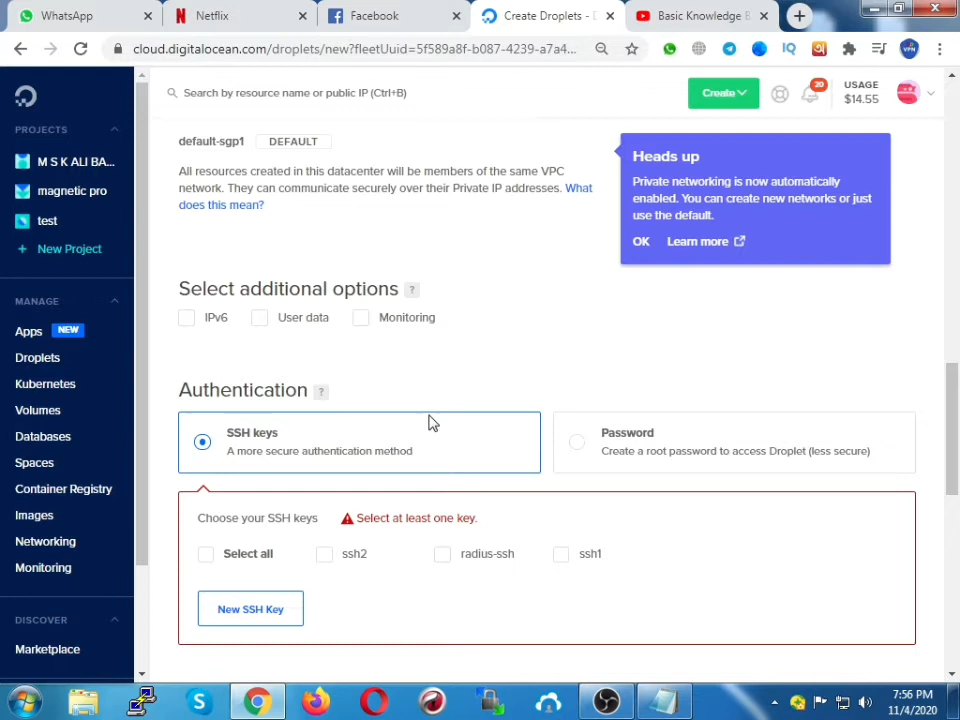 WhatsApp
Netflix
Facebook
Create Droplets -
Basic Knowledge B
cloud.digitalocean.com/droplets/new?fleetUuid=5f589a8f-b087-4239-a7a4...
IQ
VPN
Search by resource name or public IP (Ctrl+B)
Create
20
USAGE
$14.55
PROJECTS
M S K ALI BA...
magnetic pro
test
+ New Project
MANAGE
Apps NEW
Droplets
Kubernetes
Volumes
Databases
Spaces
Container Registry
Images
Networking
Monitoring
DISCOVER
Marketplace
default-sgp1 DEFAULT
All resources created in this datacenter will be members of the same VPC
network. They can communicate securely over their Private IP addresses. What
does this mean?
Heads up
Private networking is now automatically
enabled. You can create new networks or just
use the default.
OK Learn more
Select additional options ?
IPv6 User data Monitoring
Authentication ?
SSH keys
A more secure authentication method
Password
Create a root password to access Droplet (less secure)
Choose your SSH keys Select at least one key.
Select all ssh2 radius-ssh ssh1
New SSH Key
7:56 PM
11/4/2020